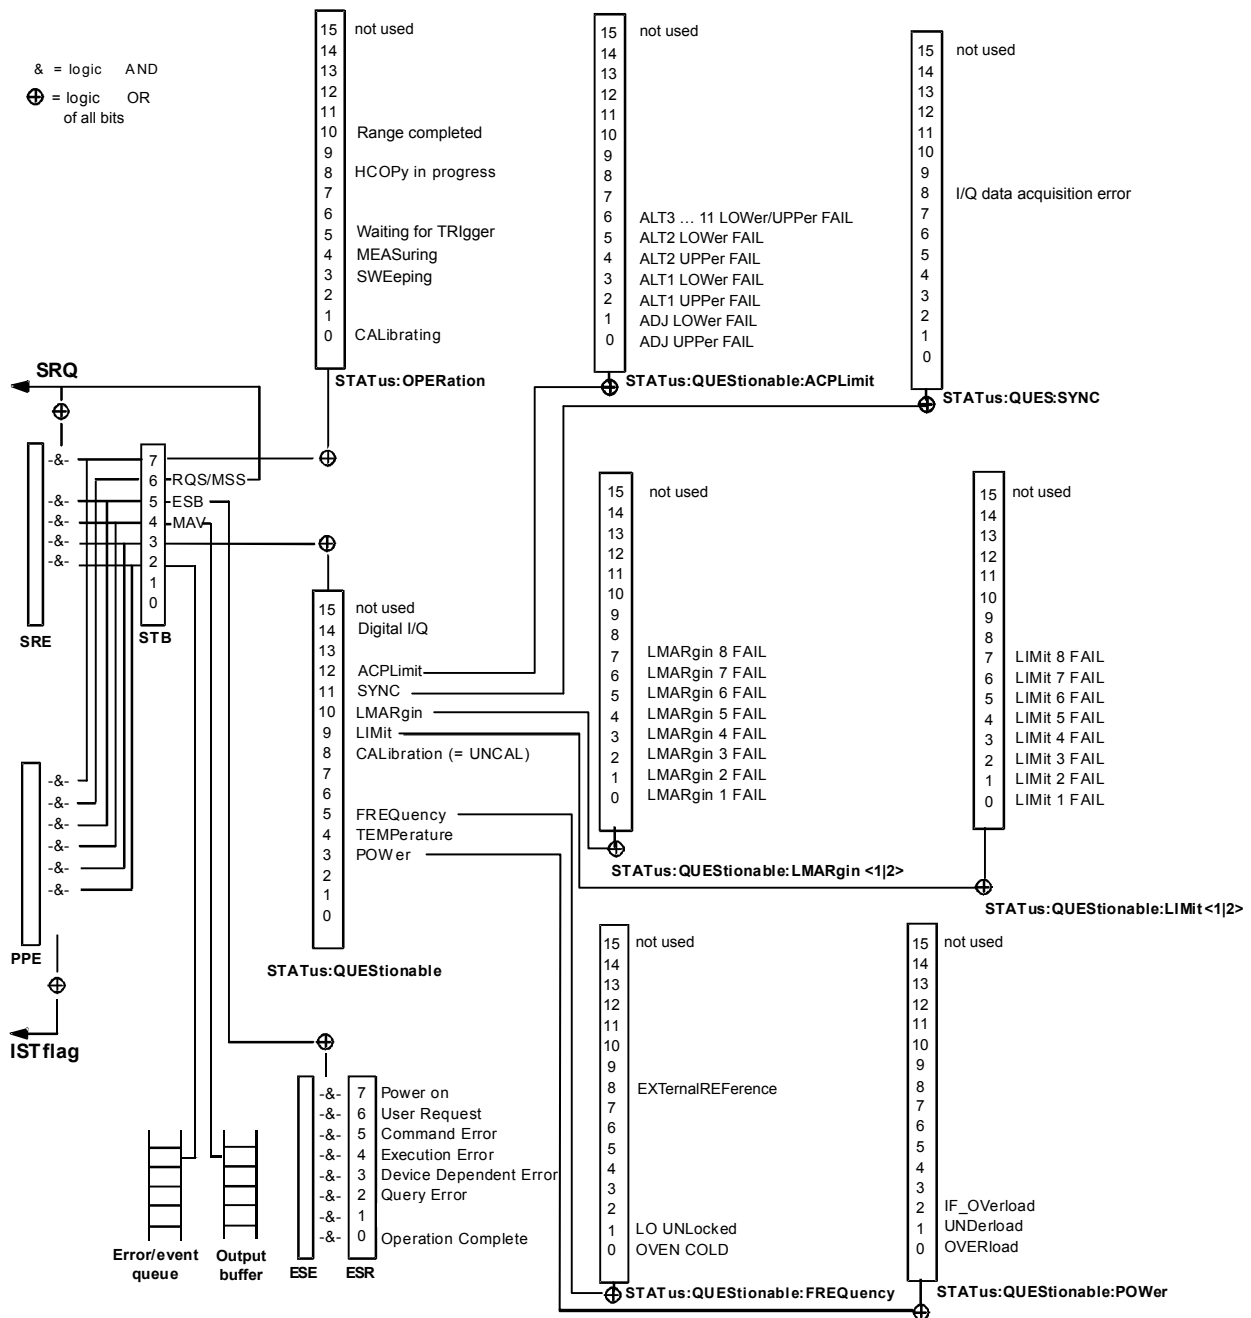 & = logic AND
⊕ = logic OR
of all bits
15 not used
14
13
12
11
10 Range completed
9
8 HCOPy in progress
7
6
5 Waiting for TRIgger
4 MEASuring
3 SWEeping
2
1
0 CALibrating
STATus:OPERation
15 not used
14
13
12
11
10
9
8
7
6 ALT3 ... 11 LOWer/UPPer FAIL
5 ALT2 LOWer FAIL
4 ALT2 UPPer FAIL
3 ALT1 LOWer FAIL
2 ALT1 UPPer FAIL
1 ADJ LOWer FAIL
0 ADJ UPPer FAIL
STATus:QUEStionable:ACPLimit
15 not used
14
13
12
11
10
9
8 I/Q data acquisition error
7
6
5
4
3
2
1
0
STATus:QUES:SYNC
SRQ
-&- 7
6 RQS/MSS
-&- 5 ESB
-&- 4 MAV
-&- 3
-&- 2
1
0
SRE
STB
15 not used
14 Digital I/Q
13
12 ACPLimit
11 SYNC
10 LMARgin
9 LIMit
8 CALibration (= UNCAL)
7
6
5 FREQuency
4 TEMPerature
3 POWer
2
1
0
STATus:QUEStionable
15 not used
14
13
12
11
10
9
8
7 LMARgin 8 FAIL
6 LMARgin 7 FAIL
5 LMARgin 6 FAIL
4 LMARgin 5 FAIL
3 LMARgin 4 FAIL
2 LMARgin 3 FAIL
1 LMARgin 2 FAIL
0 LMARgin 1 FAIL
STATus:QUEStionable:LMARgin <1|2>
15 not used
14
13
12
11
10
9
8
7 LIMit 8 FAIL
6 LIMit 7 FAIL
5 LIMit 6 FAIL
4 LIMit 5 FAIL
3 LIMit 4 FAIL
2 LIMit 3 FAIL
1 LIMit 2 FAIL
0 LIMit 1 FAIL
STATus:QUEStionable:LIMit<1|2>
-&-
-&-
-&-
-&-
-&-
-&-
PPE
ISTflag
-&- 7 Power on
-&- 6 User Request
-&- 5 Command Error
-&- 4 Execution Error
-&- 3 Device Dependent Error
-&- 2 Query Error
-&- 1
-&- 0 Operation Complete
ESE
ESR
Error/event
queue
Output
buffer
15 not used
14
13
12
11
10
9
8 EXTernalREFerence
7
6
5
4
3
2
1 LO UNLocked
0 OVEN COLD
STATus:QUEStionable:FREQuency
15 not used
14
13
12
11
10
9
8
7
6
5
4
3
2 IF_OVerload
1 UNDerload
0 OVERload
STATus:QUEStionable:POWer